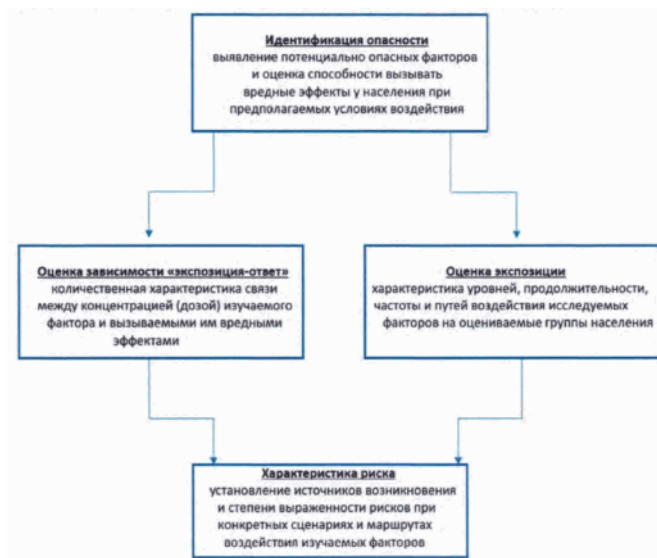 Идентификация опасности
выявление потенциально опасных факторов
и оценка способности вызывать
вредные эффекты у населения при
предполагаемых условиях воздействия
Оценка зависимости «экспозиция-ответ»
количественная характеристика связи
между концентрацией (дозой) изучаемого
фактора и вызываемыми им вредными
эффектами
Оценка экспозиции
характеристика уровней, продолжительности,
частоты и путей воздействия исследуемых
факторов на оцениваемые группы населения
Характеристика риска
установление источников возникновения
и степени выраженности рисков при
конкретных сценариях и маршрутах
воздействия изучаемых факторов